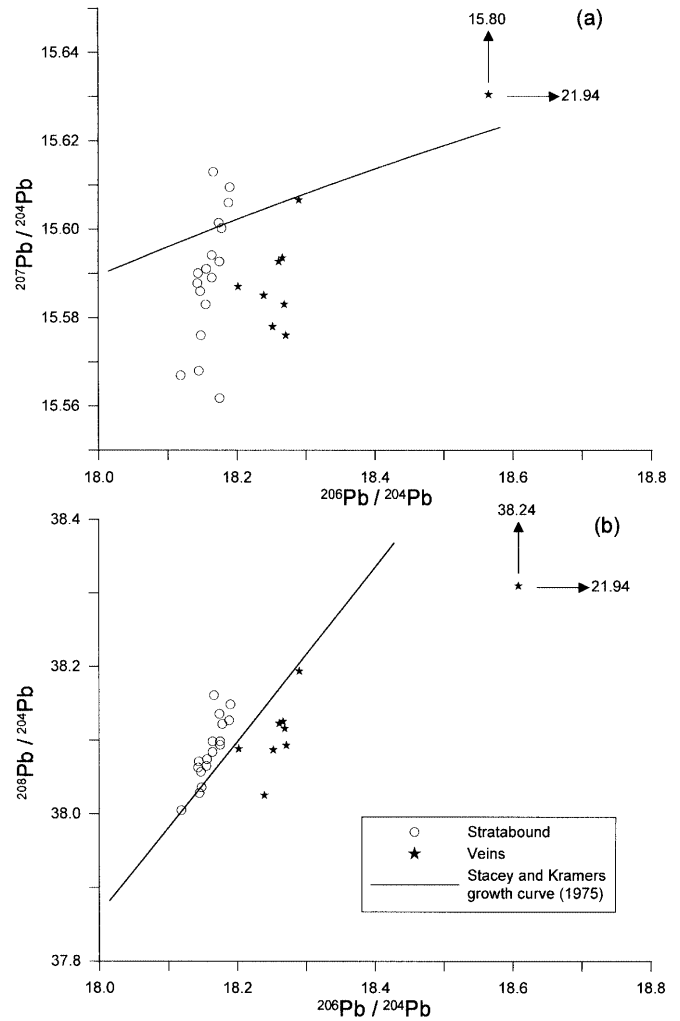 15.80
(a)
15.64
21.94
15.62
15.60
15.58
15.56
207Pb / 204Pb
18.0
18.2
18.4
18.6
18.8
206Pb / 204Pb
38.4
38.24
(b)
21.94
38.2
38.0
37.8
208Pb / 204Pb
Stratabound
Veins
Stacey and Kramers
growth curve (1975)
18.0
18.2
18.4
18.6
18.8
206Pb / 204Pb